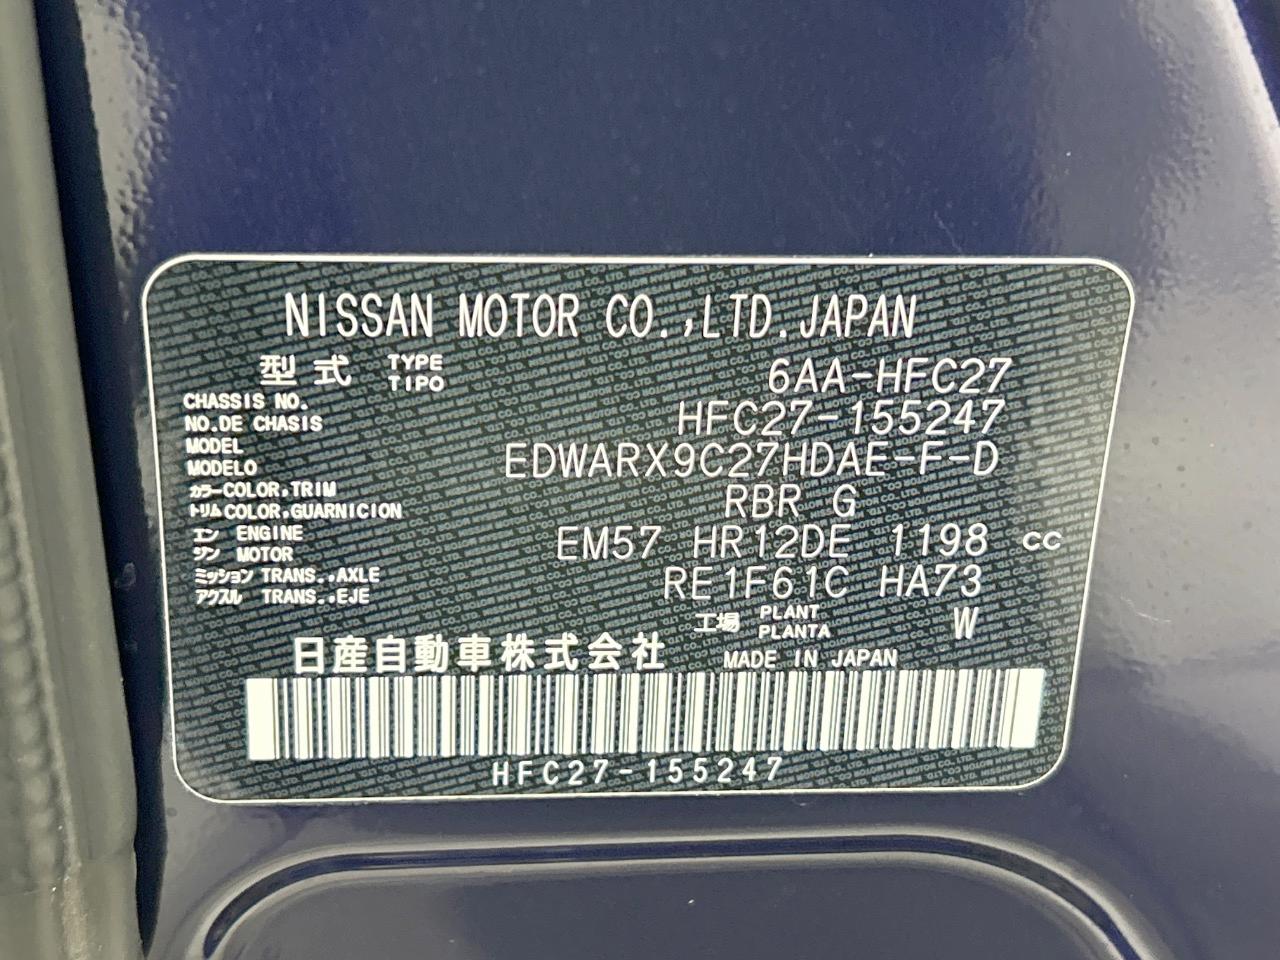 NISSAN MOTOR CO.,LTD.JAPAN
型式 TYPE TIPO 6AA-HFC27
CHASSIS NO.
NO.DE CHASIS HFC27-155247
MODEL
MODELO EDWARX9C27HDAE-F-D
カラー COLOR,TRIM
トリム COLOR,GUARNICION RBR G
エン ENGINE
ジン MOTOR EM57 HR12DE 1198 cc
ミッション TRANS.,AXLE
アクスル TRANS.,EJE RE1F61C HA73
工場 PLANT PLANTA W
日産自動車株式会社 MADE IN JAPAN
HFC27-155247